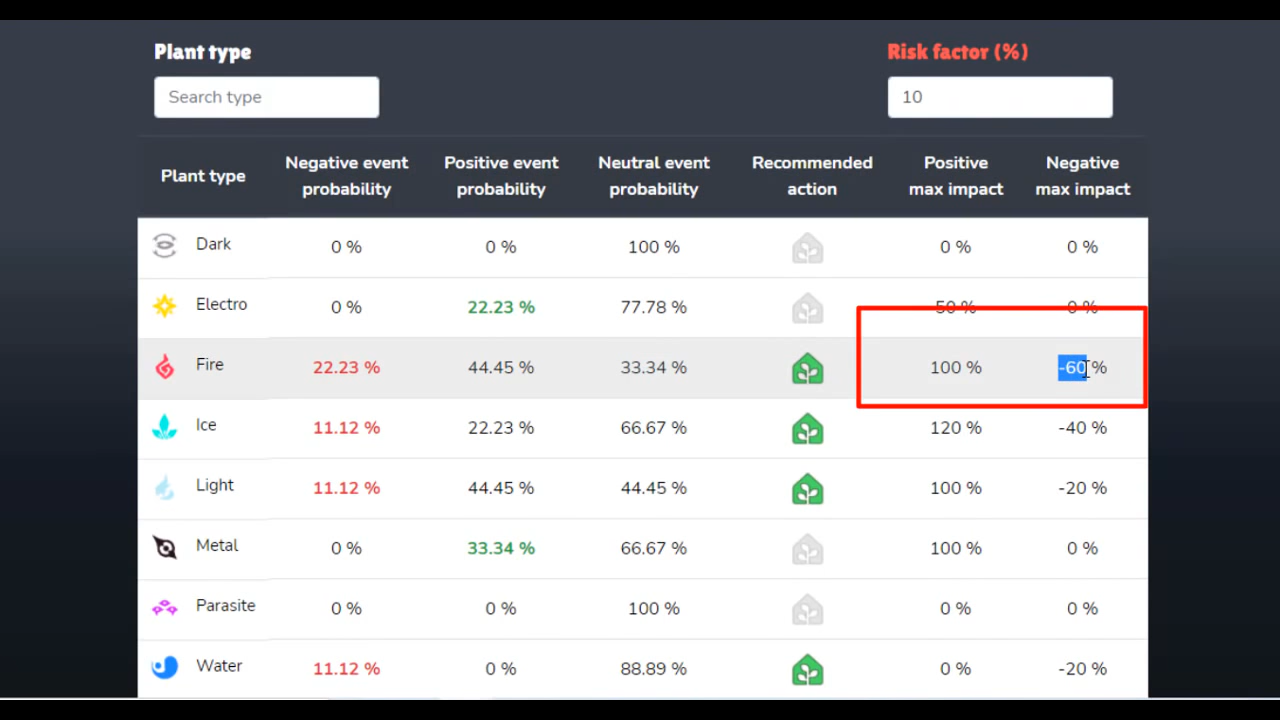 Plant type
Risk factor (%)
Search type
10
Plant type
Negative event probability
Positive event probability
Neutral event probability
Recommended action
Positive max impact
Negative max impact
Dark 0 % 0 % 100 % 0 % 0 %
Electro 0 % 22.23 % 77.78 % 50 % 0 %
Fire 22.23 % 44.45 % 33.34 % 100 % -60 %
Ice 11.12 % 22.23 % 66.67 % 120 % -40 %
Light 11.12 % 44.45 % 44.45 % 100 % -20 %
Metal 0 % 33.34 % 66.67 % 100 % 0 %
Parasite 0 % 0 % 100 % 0 % 0 %
Water 11.12 % 0 % 88.89 % 0 % -20 %